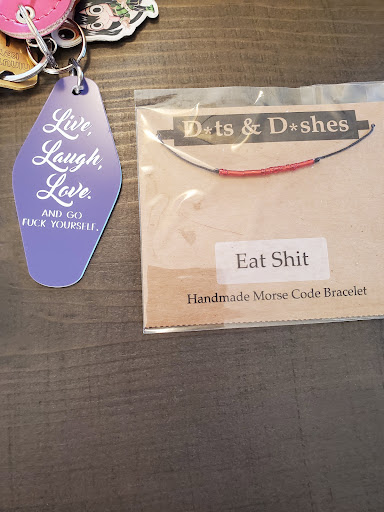 Live,
Laugh,
Love.
AND GO
FUCK YOURSELF.
D*ts & D*shes
Eat Shit
Handmade Morse Code Bracelet